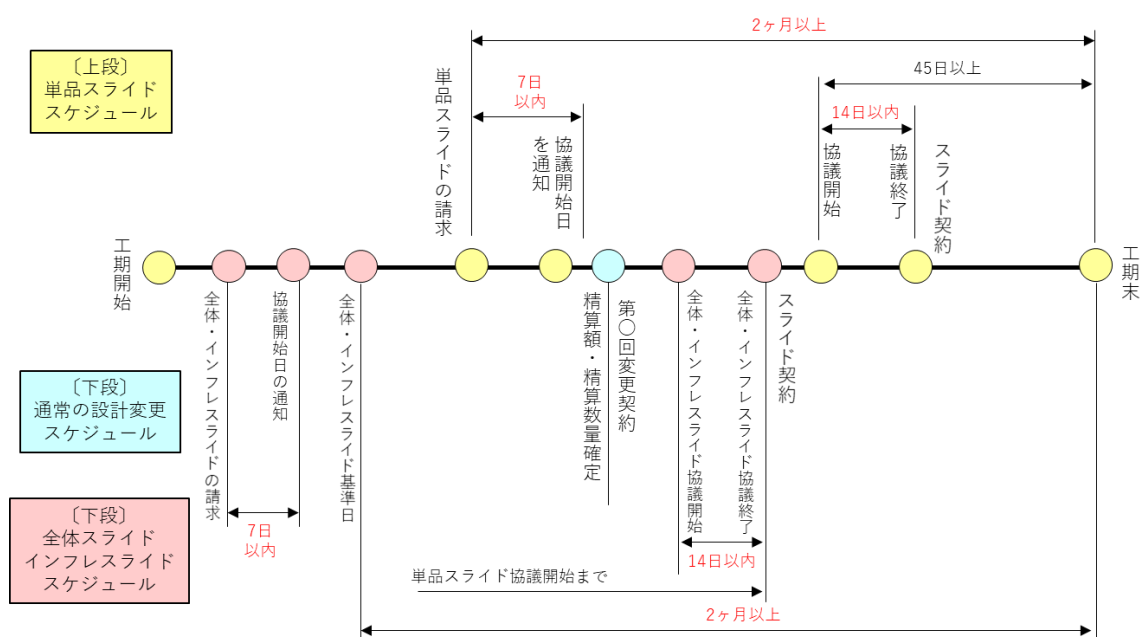 2ヶ月以上
〔上段〕
単品スライド
スケジュール
7日
以内
45日以上
14日以内
単品スライドの請求
協議開始日
を通知
協議開始
協議終了
スライド契約
工期開始
工期末
全体・インフレスライドの請求
協議開始日の通知
全体・インフレスライド基準日
第〇回変更契約
精算額・精算数量確定
全体・インフレスライド協議開始
全体・インフレスライド協議終了
スライド契約
〔下段〕
通常の設計変更
スケジュール
〔下段〕
全体スライド
インフレスライド
スケジュール
7日
以内
14日以内
単品スライド協議開始まで
2ヶ月以上